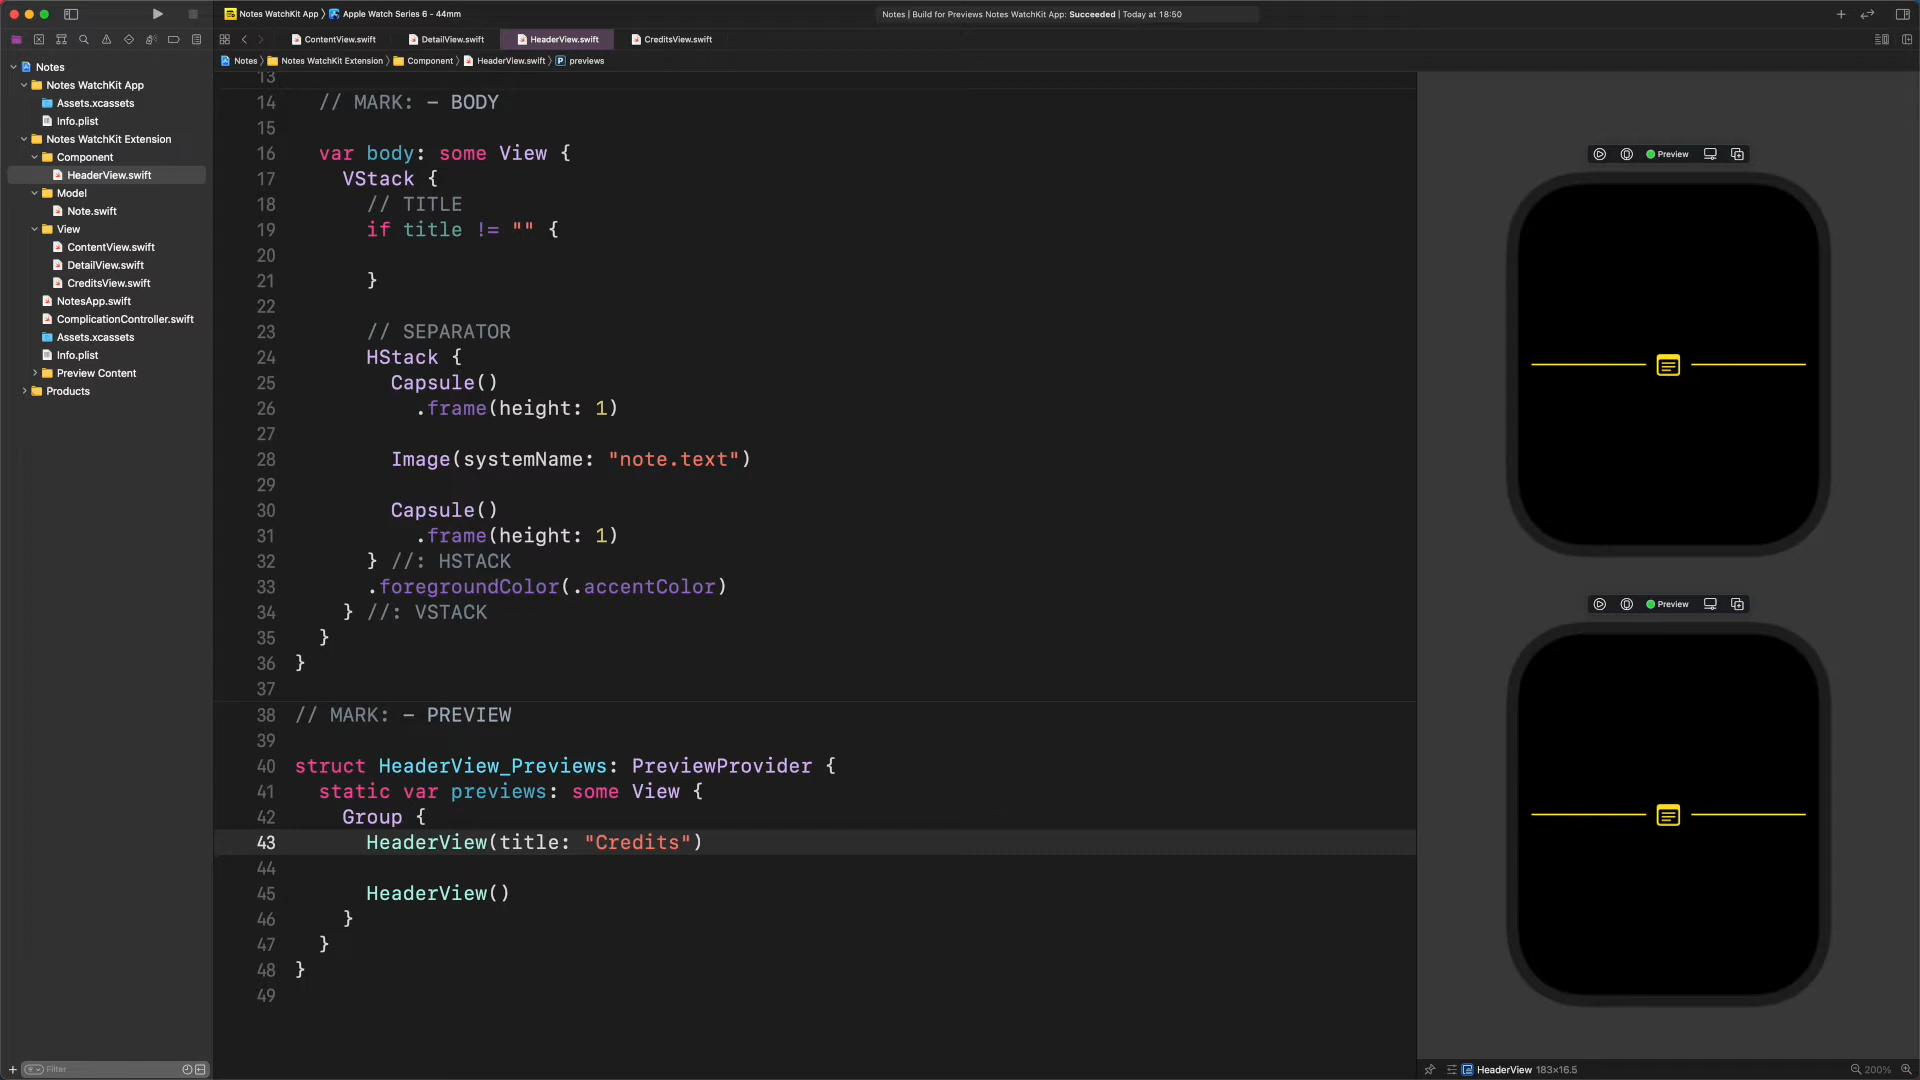 Notes WatchKit App ⟩ Apple Watch Series 6 - 44mm
Notes | Build for Previews Notes WatchKit App: Succeeded | Today at 18:50
ContentView.swift
DetailView.swift
HeaderView.swift
CreditsView.swift
Notes ⟩ Notes WatchKit Extension ⟩ Component ⟩ HeaderView.swift ⟩ P previews
Notes
Notes WatchKit App
Assets.xcassets
Info.plist
Notes WatchKit Extension
Component
HeaderView.swift
Model
Note.swift
View
ContentView.swift
DetailView.swift
CreditsView.swift
NotesApp.swift
ComplicationController.swift
Assets.xcassets
Info.plist
Preview Content
Products
Filter
13
14 // MARK: - BODY
15
16 var body: some View {
17 VStack {
18 // TITLE
19 if title != "" {
20
21 }
22
23 // SEPARATOR
24 HStack {
25 Capsule()
26 .frame(height: 1)
27
28 Image(systemName: "note.text")
29
30 Capsule()
31 .frame(height: 1)
32 } //: HSTACK
33 .foregroundColor(.accentColor)
34 } //: VSTACK
35 }
36 }
37
38 // MARK: - PREVIEW
39
40 struct HeaderView_Previews: PreviewProvider {
41 static var previews: some View {
42 Group {
43 HeaderView(title: "Credits")
44
45 HeaderView()
46 }
47 }
48 }
49
Preview
Preview
HeaderView 183×16.5
200%